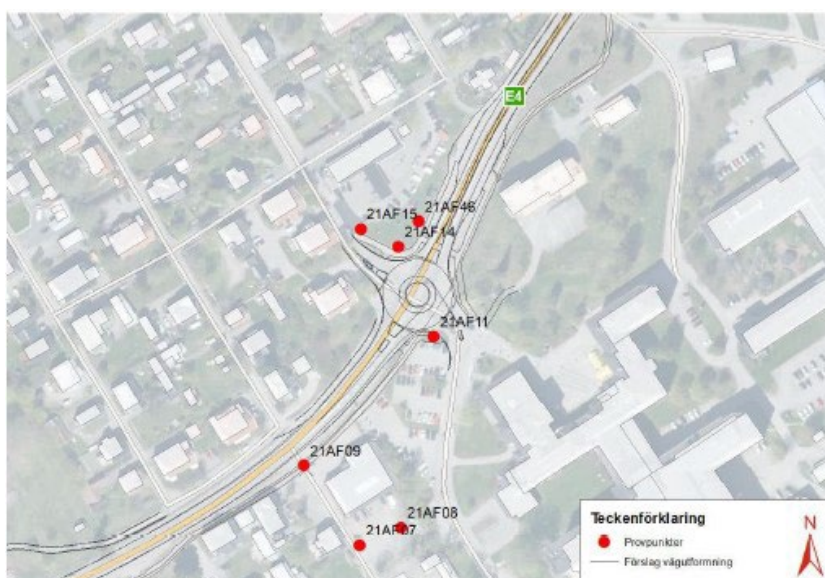 E4
21AF15
21AF46
21AF14
21AF11
21AF09
21AF08
21AF07
Teckenförklaring
Provpunkter
Förslag vägutformning
N